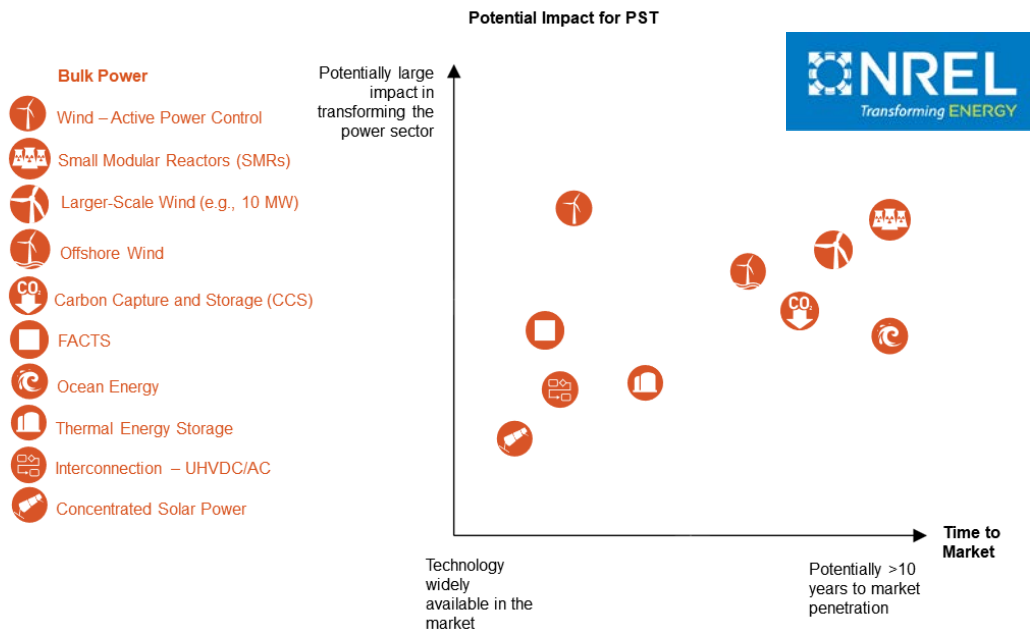 Potential Impact for PST
NREL
Transforming ENERGY
Bulk Power
Wind – Active Power Control
Small Modular Reactors (SMRs)
Larger-Scale Wind (e.g., 10 MW)
Offshore Wind
CO₂
Carbon Capture and Storage (CCS)
FACTS
Ocean Energy
Thermal Energy Storage
Interconnection – UHVDC/AC
Concentrated Solar Power
Potentially large
impact in
transforming the
power sector
CO₂
Time to
Market
Technology
widely
available in the
market
Potentially >10
years to market
penetration